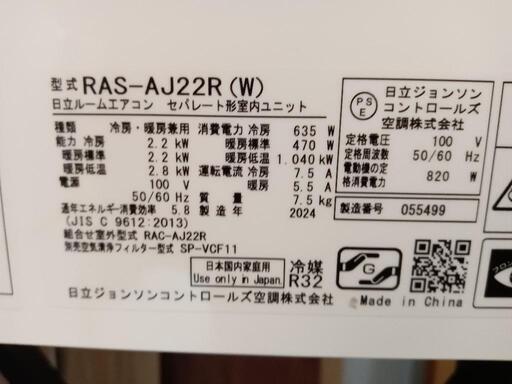 型式 RAS-AJ22R(W)
日立ルームエアコン セパレート形室内ユニット
種類 冷房・暖房兼用
能力 冷房 2.2 kW
暖房標準 2.2 kW
暖房低温 2.8 kW
電源 100 V
50/60 Hz
消費電力 冷房 635 W
暖房標準 470 W
暖房低温 1.040 kW
運転電流 冷房 7.5 A
暖房 5.5 A
質量 7.5 kg
通年エネルギー消費効率 5.8
製造年 2024
(JIS C 9612:2013)
組合せ室外型式 RAC-AJ22R
別売空気清浄フィルター型式 SP-VCF11
PSE
日立ジョンソン
コントロールズ
空調株式会社
定格電圧 100 V
定格周波数 50/60 Hz
電動機の定
格消費電力 820 W
製造番号 055499
日本国内家庭用
Use only in Japan.
冷媒
R32
G
日立ジョンソンコントロールズ空調株式会社
Made in China